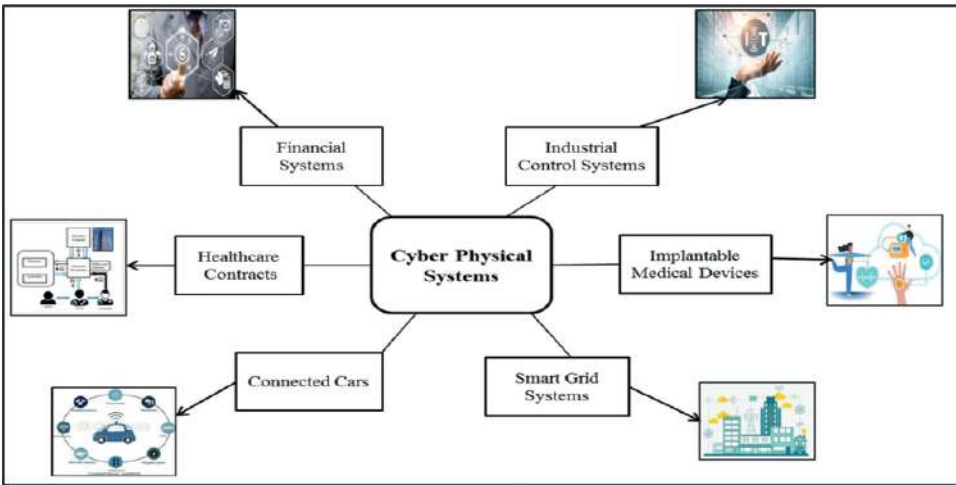 Financial
Systems
Industrial
Control Systems
Healthcare
Contracts
Cyber Physical
Systems
Implantable
Medical Devices
Connected Cars
Smart Grid
Systems